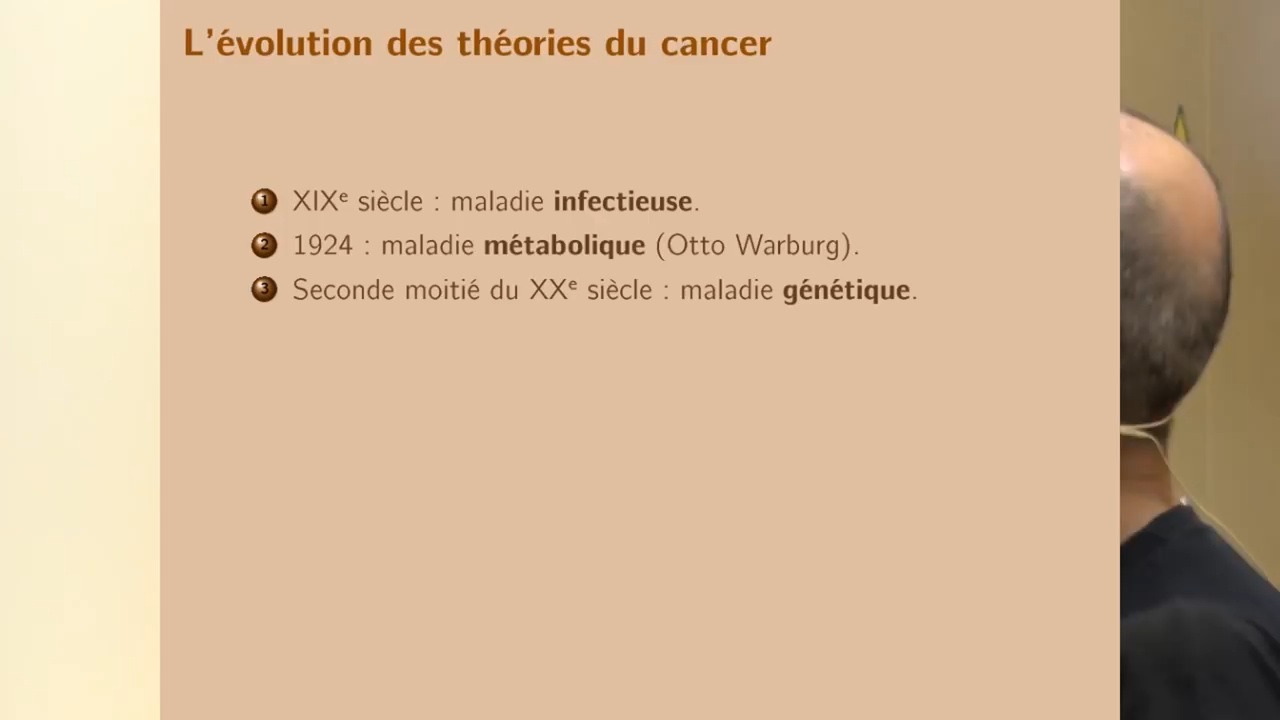 L'évolution des théories du cancer
1 XIXᵉ siècle : maladie infectieuse.
2 1924 : maladie métabolique (Otto Warburg).
3 Seconde moitié du XXᵉ siècle : maladie génétique.